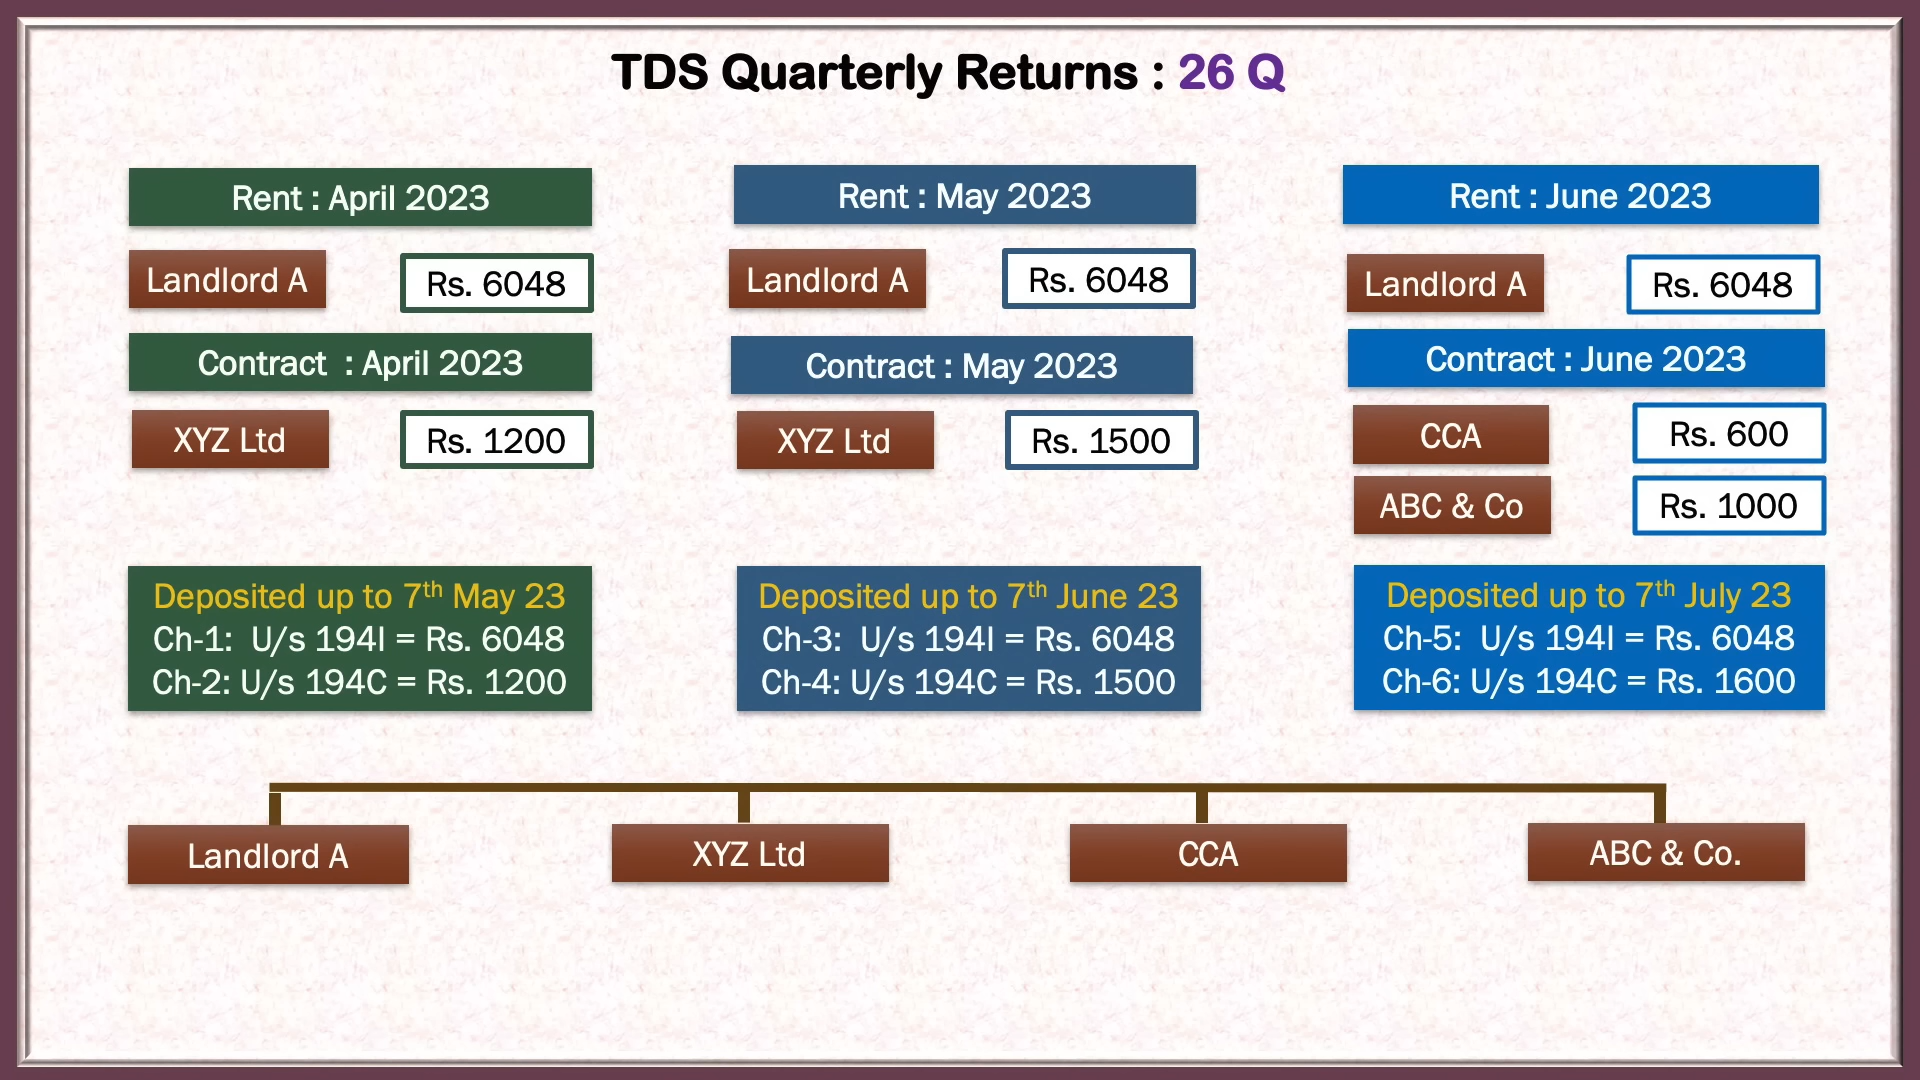 TDS Quarterly Returns : 26 Q
Rent : April 2023
Landlord A
Rs. 6048
Contract : April 2023
XYZ Ltd
Rs. 1200
Deposited up to 7th May 23
Ch-1: U/s 194I = Rs. 6048
Ch-2: U/s 194C = Rs. 1200
Rent : May 2023
Landlord A
Rs. 6048
Contract : May 2023
XYZ Ltd
Rs. 1500
Deposited up to 7th June 23
Ch-3: U/s 194I = Rs. 6048
Ch-4: U/s 194C = Rs. 1500
Rent : June 2023
Landlord A
Rs. 6048
Contract : June 2023
CCA
Rs. 600
ABC & Co
Rs. 1000
Deposited up to 7th July 23
Ch-5: U/s 194I = Rs. 6048
Ch-6: U/s 194C = Rs. 1600
Landlord A
XYZ Ltd
CCA
ABC & Co.